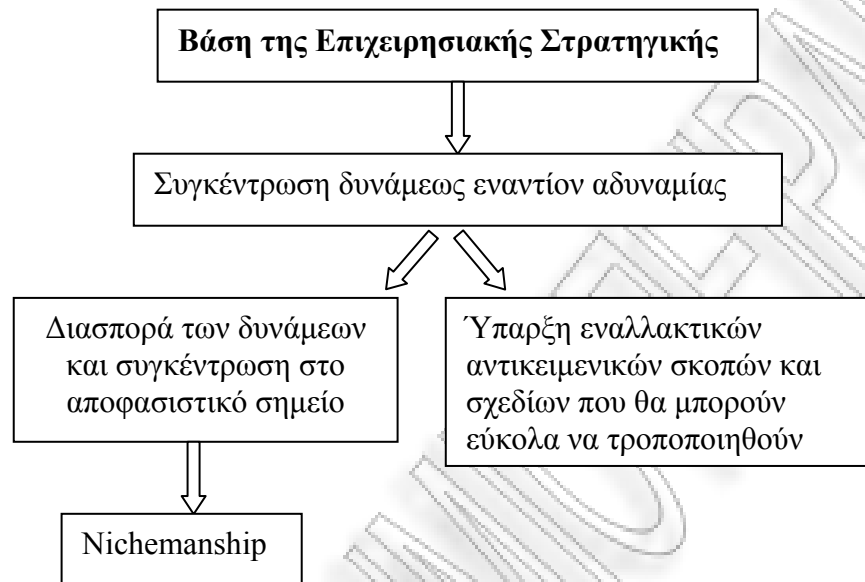 Βάση της Επιχειρησιακής Στρατηγικής
Συγκέντρωση δυνάμεως εναντίον αδυναμίας
Διασπορά των δυνάμεων
και συγκέντρωση στο
αποφασιστικό σημείο
Ύπαρξη εναλλακτικών
αντικειμενικών σκοπών και
σχεδίων που θα μπορούν
εύκολα να τροποποιηθούν
Nichemanship